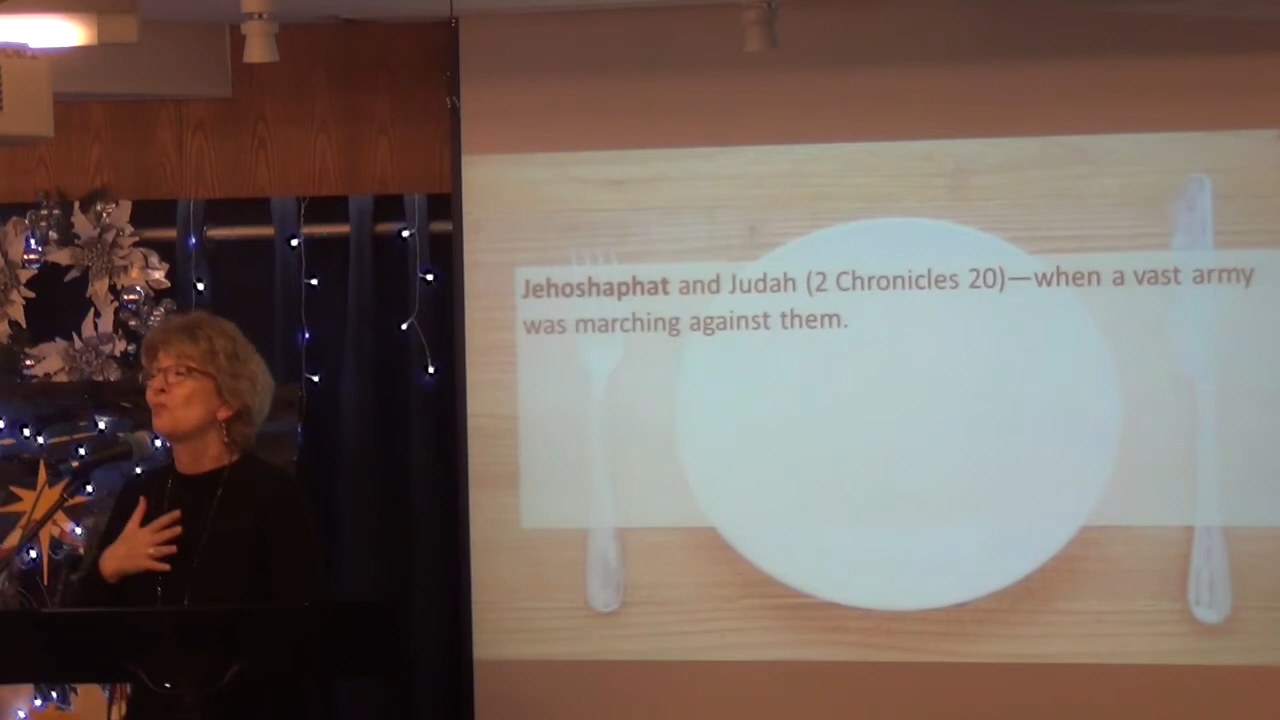 Jehoshaphat and Judah (2 Chronicles 20)—when a vast army
was marching against them.